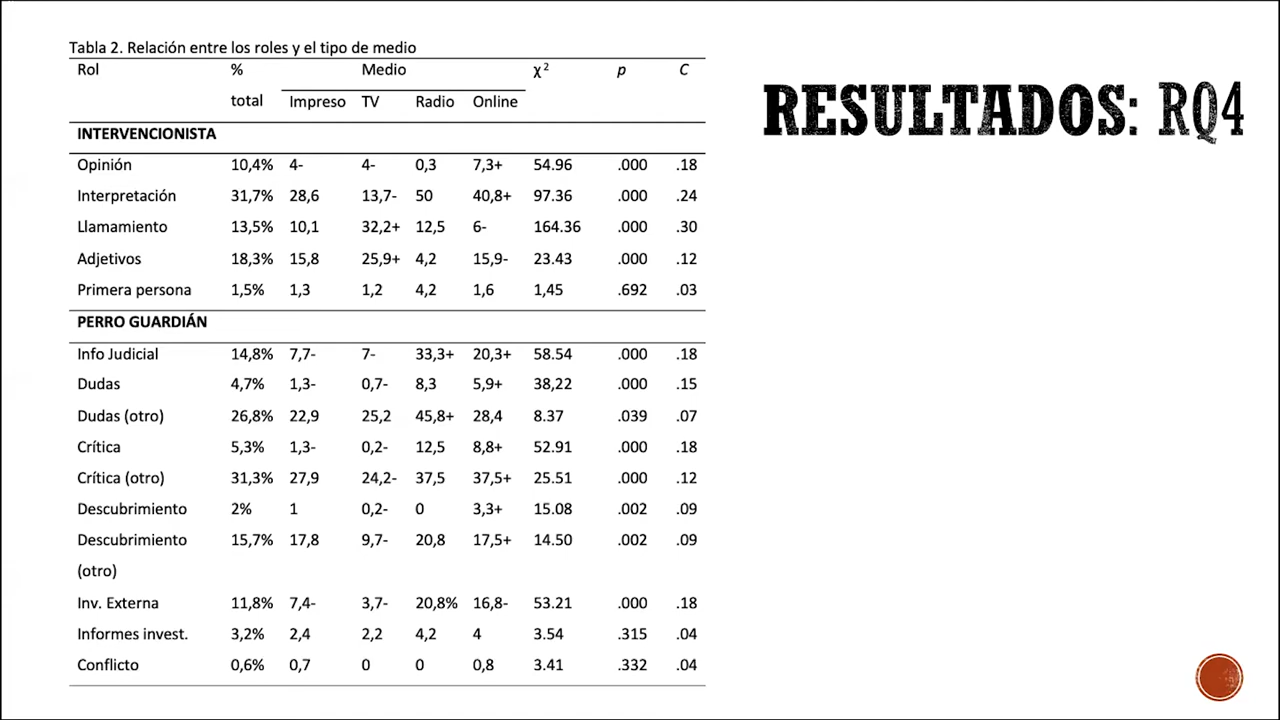 Tabla 2. Relación entre los roles y el tipo de medio
Rol % Medio χ² p C
total Impreso TV Radio Online
INTERVENCIONISTA
Opinión 10,4% 4- 4- 0,3 7,3+ 54.96 .000 .18
Interpretación 31,7% 28,6 13,7- 50 40,8+ 97.36 .000 .24
Llamamiento 13,5% 10,1 32,2+ 12,5 6- 164.36 .000 .30
Adjetivos 18,3% 15,8 25,9+ 4,2 15,9- 23.43 .000 .12
Primera persona 1,5% 1,3 1,2 4,2 1,6 1,45 .692 .03
PERRO GUARDIÁN
Info Judicial 14,8% 7,7- 7- 33,3+ 20,3+ 58.54 .000 .18
Dudas 4,7% 1,3- 0,7- 8,3 5,9+ 38,22 .000 .15
Dudas (otro) 26,8% 22,9 25,2 45,8+ 28,4 8.37 .039 .07
Crítica 5,3% 1,3- 0,2- 12,5 8,8+ 52.91 .000 .18
Crítica (otro) 31,3% 27,9 24,2- 37,5 37,5+ 25.51 .000 .12
Descubrimiento 2% 1 0,2- 0 3,3+ 15.08 .002 .09
Descubrimiento 15,7% 17,8 9,7- 20,8 17,5+ 14.50 .002 .09
(otro)
Inv. Externa 11,8% 7,4- 3,7- 20,8% 16,8- 53.21 .000 .18
Informes invest. 3,2% 2,4 2,2 4,2 4 3.54 .315 .04
Conflicto 0,6% 0,7 0 0 0,8 3.41 .332 .04
RESULTADOS: RQ4